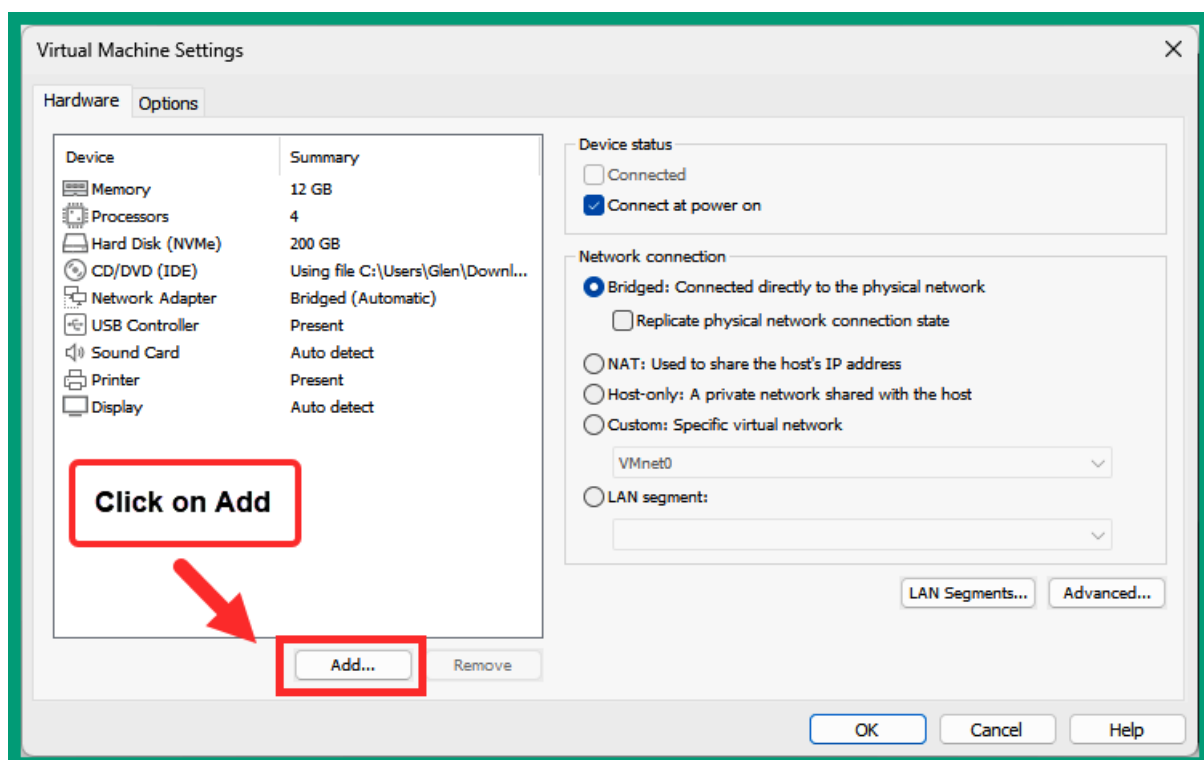 Virtual Machine Settings
Hardware Options
Device Summary
Memory 12 GB
Processors 4
Hard Disk (NVMe) 200 GB
CD/DVD (IDE) Using file C:\Users\Glen\Downl...
Network Adapter Bridged (Automatic)
USB Controller Present
Sound Card Auto detect
Printer Present
Display Auto detect
Click on Add
Add... Remove
Device status
Connected
Connect at power on
Network connection
Bridged: Connected directly to the physical network
Replicate physical network connection state
NAT: Used to share the host's IP address
Host-only: A private network shared with the host
Custom: Specific virtual network
VMnet0
LAN segment:
LAN Segments... Advanced...
OK Cancel Help